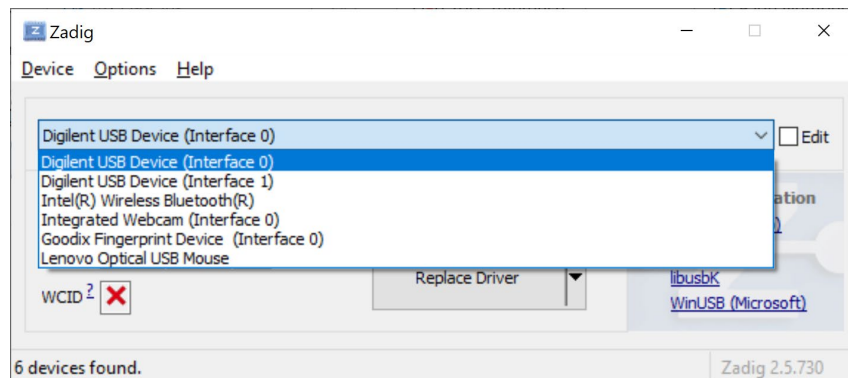 Zadig
Device Options Help
Digilent USB Device (Interface 0)
Edit
Digilent USB Device (Interface 0)
Digilent USB Device (Interface 1)
Intel(R) Wireless Bluetooth(R)
Integrated Webcam (Interface 0)
Goodix Fingerprint Device (Interface 0)
Lenovo Optical USB Mouse
WCID ?
Replace Driver
libusbK
WinUSB (Microsoft)
6 devices found.
Zadig 2.5.730